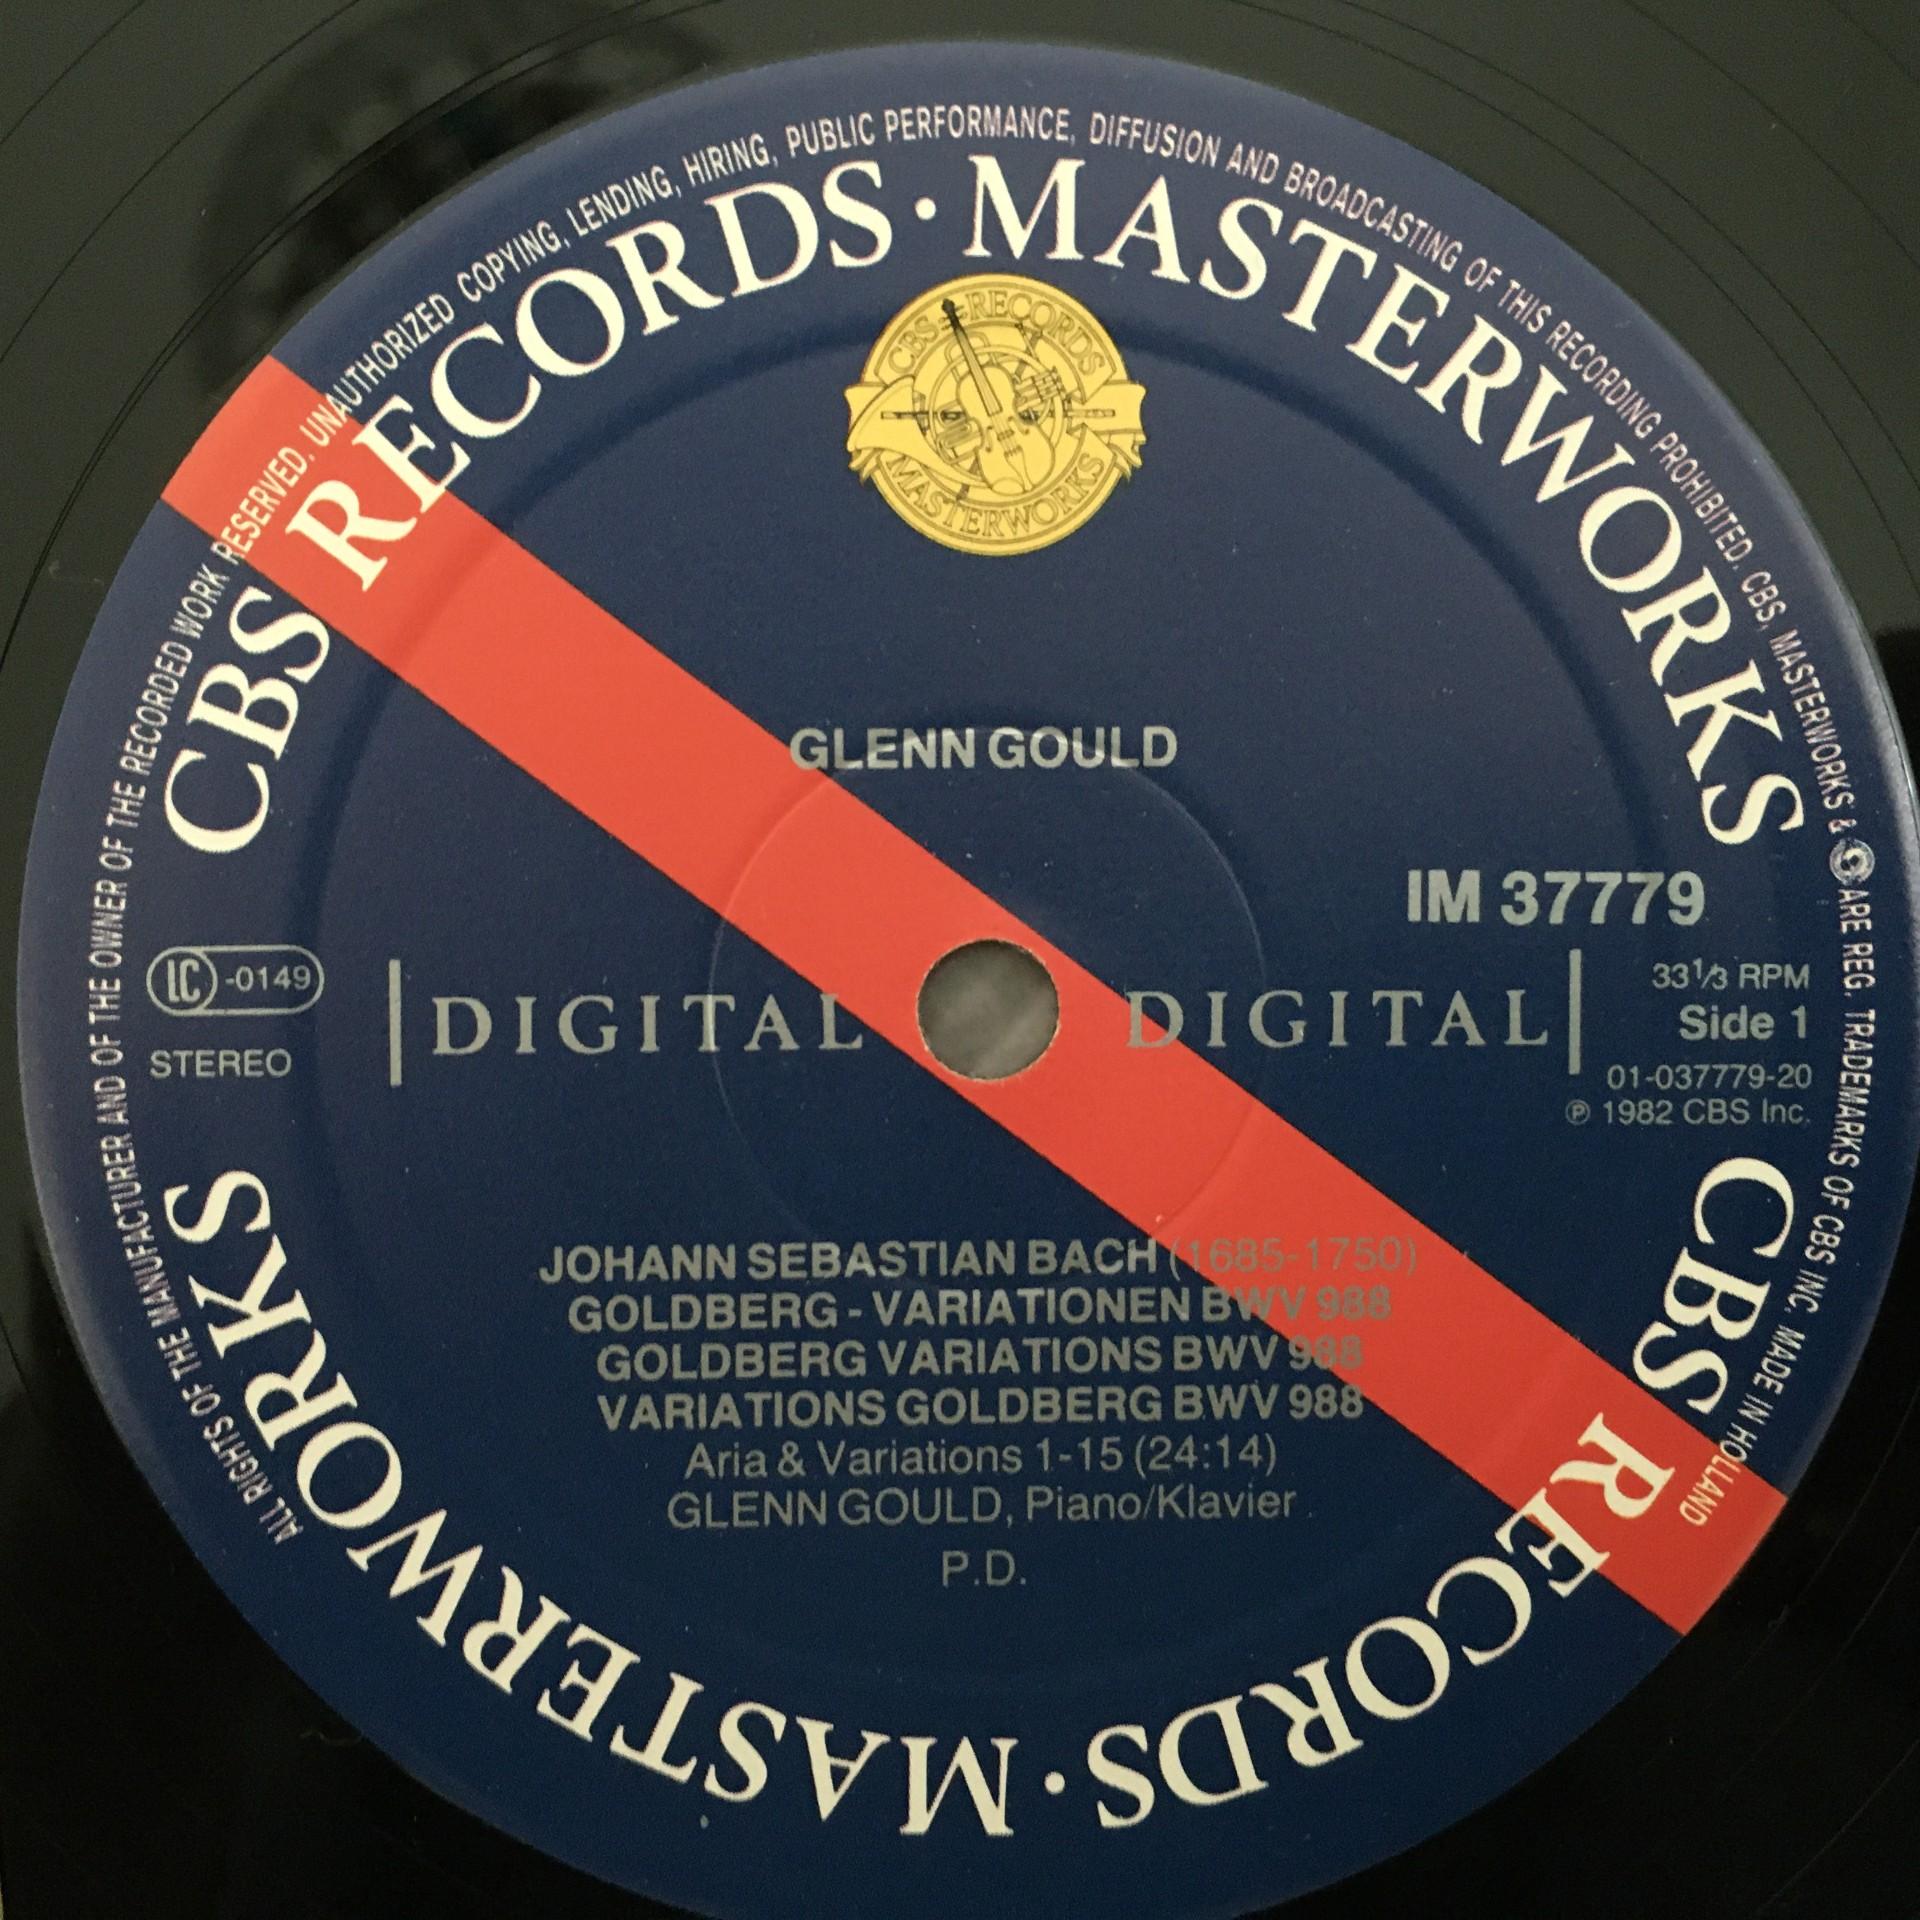 ALL RIGHTS OF THE MANUFACTURER AND OF THE OWNER OF THE RECORDED WORK RESERVED. UNAUTHORIZED COPYING, LENDING, HIRING, PUBLIC PERFORMANCE, DIFFUSION AND BROADCASTING OF THIS RECORDING PROHIBITED. CBS, MASTERWORKS & ARE REG. TRADEMARKS OF CBS INC. MADE IN HOLLAND
CBS RECORDS · MASTERWORKS
CBS RECORDS
MASTERWORKS
GLENN GOULD
IM 37779
LC -0149
STEREO
DIGITAL DIGITAL
33 1/3 RPM
Side 1
01-037779-20
℗ 1982 CBS Inc.
JOHANN SEBASTIAN BACH (1685-1750)
GOLDBERG - VARIATIONEN BWV 988
GOLDBERG VARIATIONS BWV 988
VARIATIONS GOLDBERG BWV 988
Aria & Variations 1-15 (24:14)
GLENN GOULD, Piano/Klavier
P.D.
CBS RECORDS · MASTERWORKS